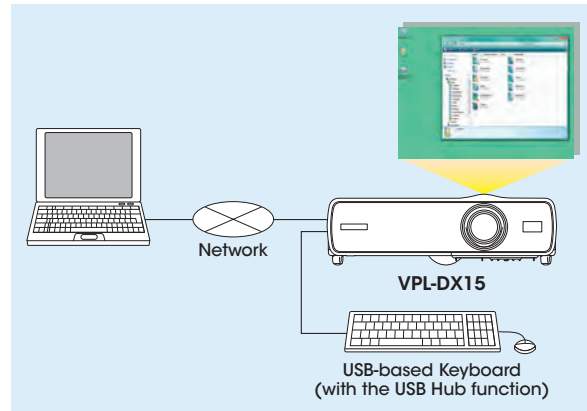 Network
VPL-DX15
USB-based Keyboard
(with the USB Hub function)